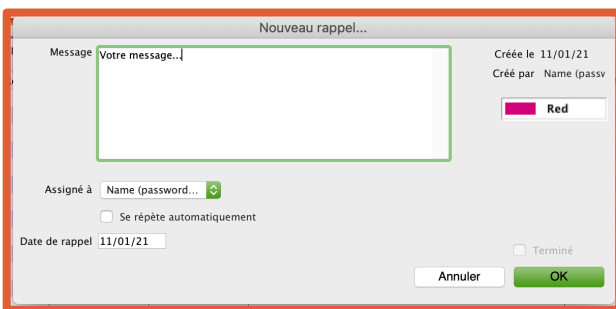 Nouveau rappel...
Message Votre message... Créée le 11/01/21
Créé par Name (passw
Red
Assigné à Name (password...
Se répète automatiquement
Date de rappel 11/01/21
Terminé
Annuler OK